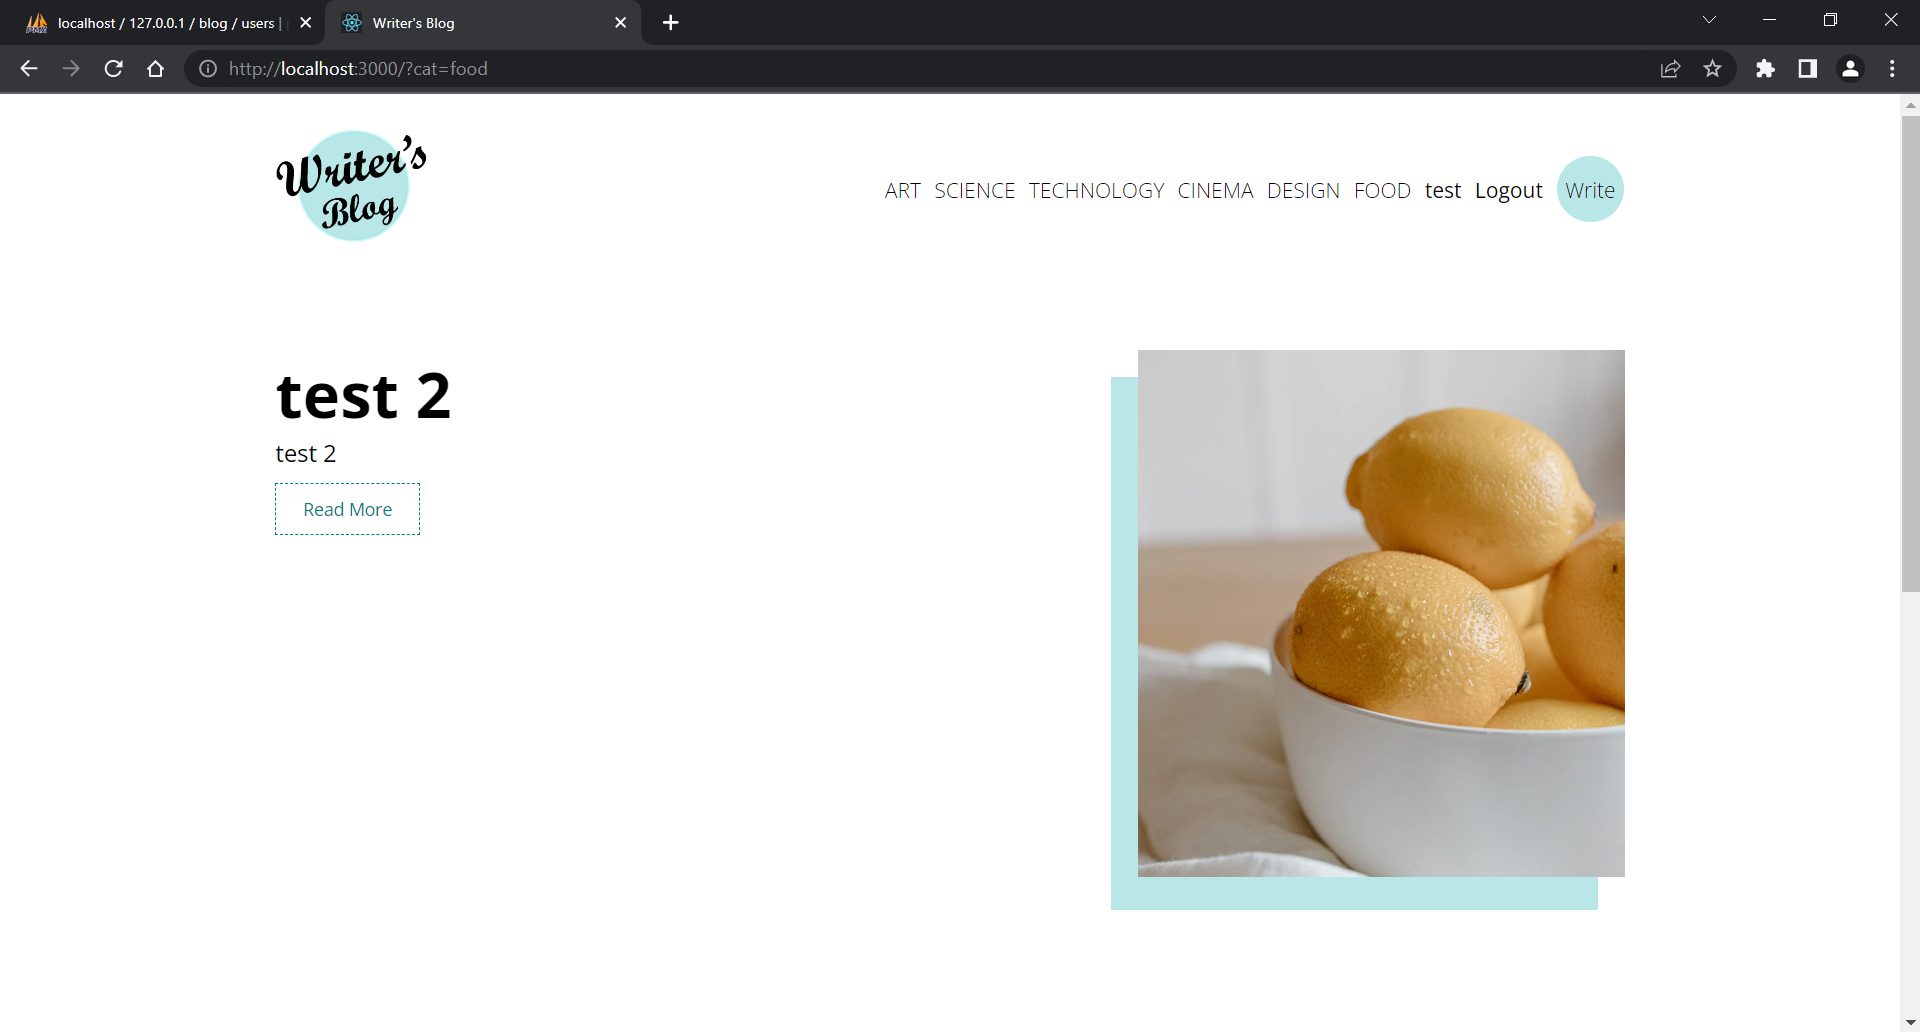 localhost / 127.0.0.1 / blog / users |
Writer's Blog
http://localhost:3000/?cat=food
Writer's
Blog
ART SCIENCE TECHNOLOGY CINEMA DESIGN FOOD test Logout Write
test 2
test 2
Read More